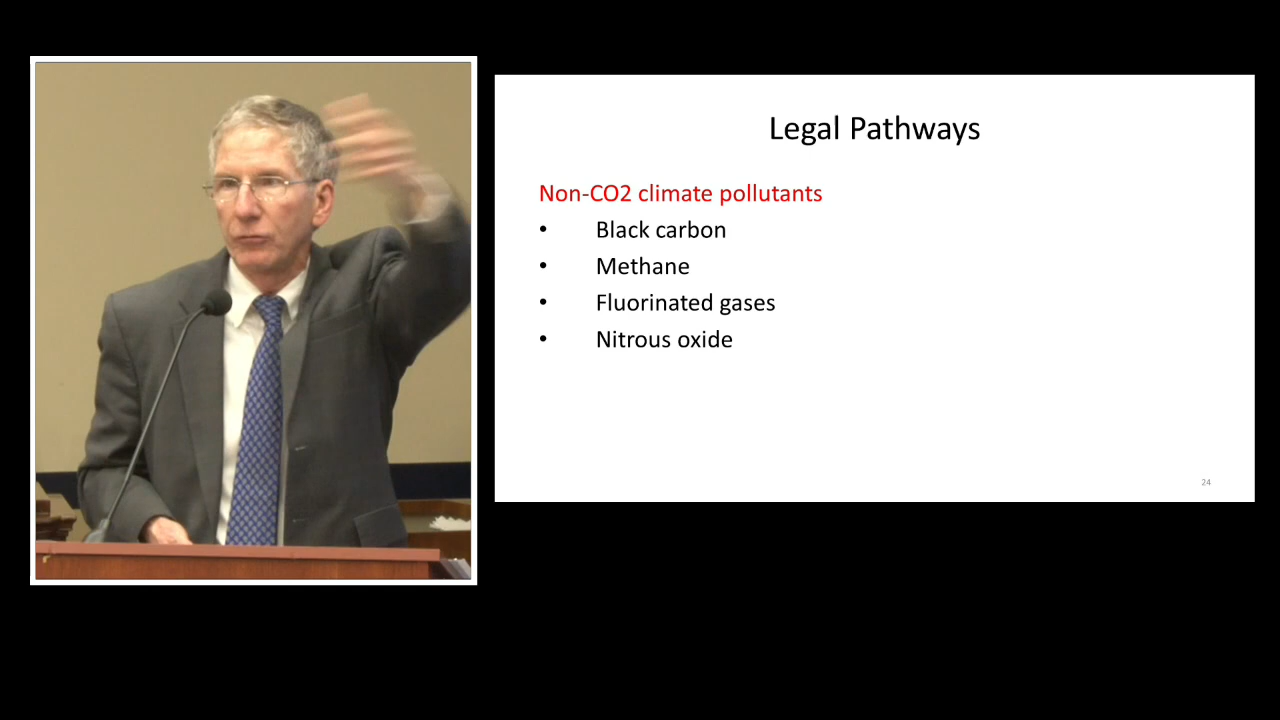 Legal Pathways
Non-CO2 climate pollutants
• Black carbon
• Methane
• Fluorinated gases
• Nitrous oxide
24